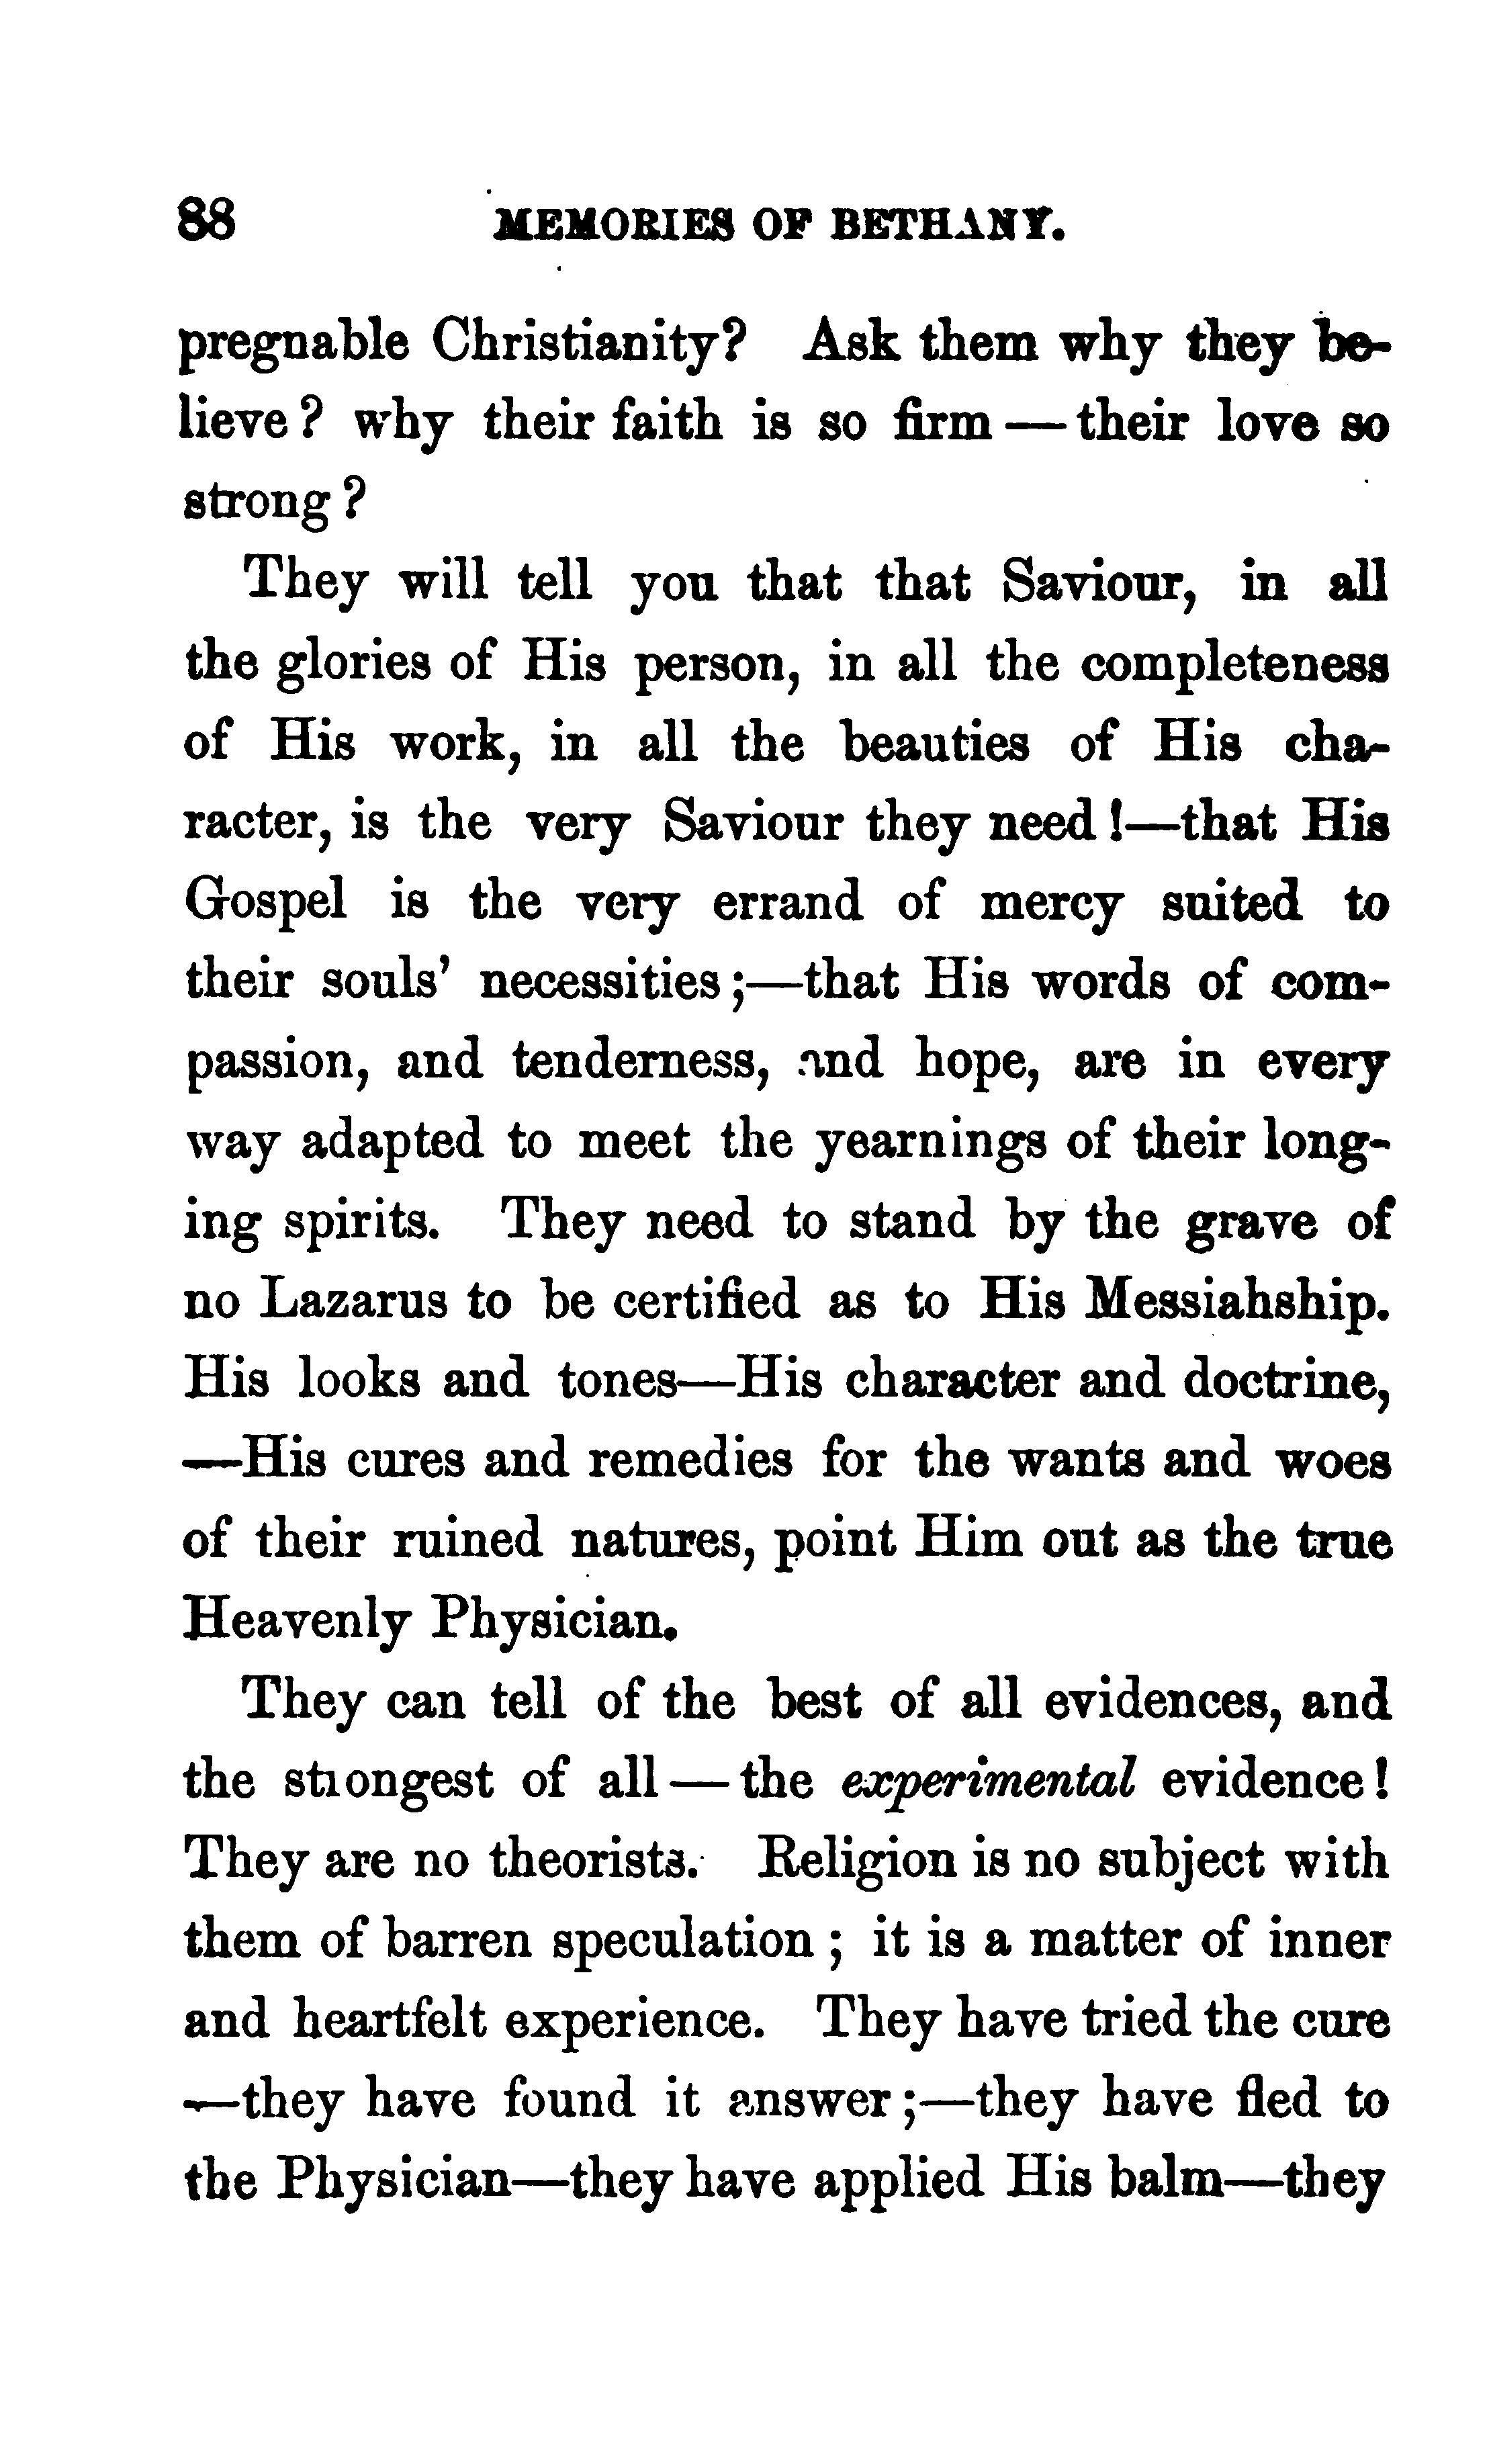 88 MEMORIES OF BETHANY.
pregnable Christianity? Ask them why they be-
lieve? why their faith is so firm — their love so
strong?
They will tell you that that Saviour, in all
the glories of His person, in all the completeness
of His work, in all the beauties of His cha-
racter, is the very Saviour they need!—that His
Gospel is the very errand of mercy suited to
their souls' necessities;—that His words of com-
passion, and tenderness, and hope, are in every
way adapted to meet the yearnings of their long-
ing spirits. They need to stand by the grave of
no Lazarus to be certified as to His Messiahship.
His looks and tones—His character and doctrine,
—His cures and remedies for the wants and woes
of their ruined natures, point Him out as the true
Heavenly Physician.
They can tell of the best of all evidences, and
the strongest of all — the experimental evidence!
They are no theorists. Religion is no subject with
them of barren speculation; it is a matter of inner
and heartfelt experience. They have tried the cure
—they have found it answer;—they have fled to
the Physician—they have applied His balm—they